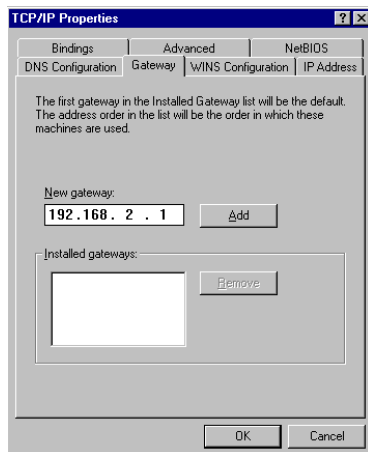 TCP/IP Properties
? X
Bindings Advanced NetBIOS
DNS Configuration Gateway WINS Configuration IP Address
The first gateway in the Installed Gateway list will be the default.
The address order in the list will be the order in which these
machines are used.
New gateway:
192.168. 2 . 1 Add
Installed gateways:
Remove
OK Cancel